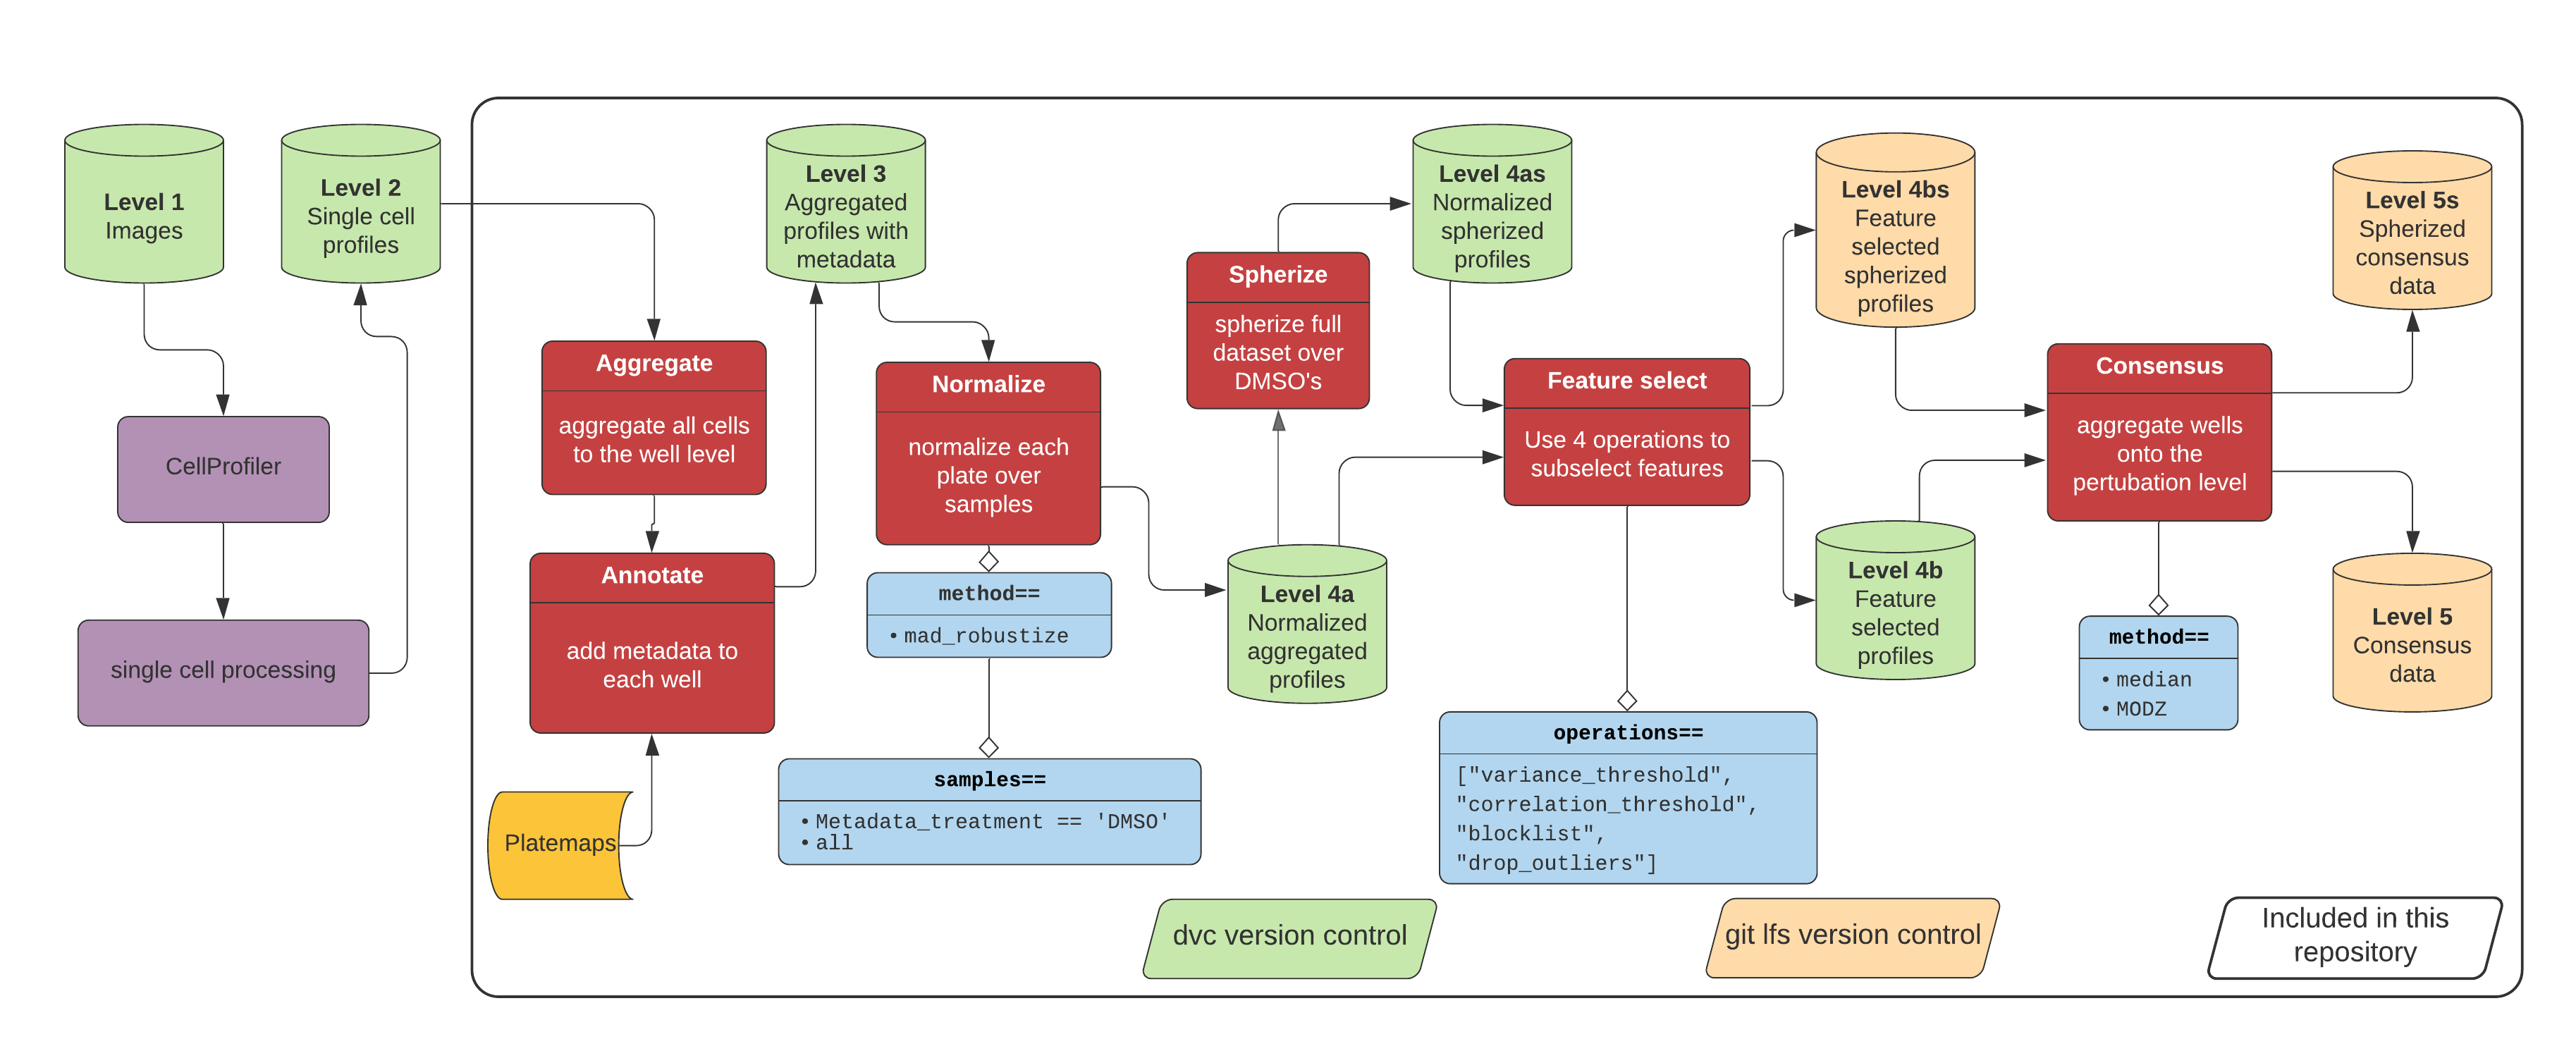 Level 1
Images
Level 2
Single cell
profiles
CellProfiler
single cell processing
Aggregate
aggregate all cells
to the well level
Annotate
add metadata to
each well
Platemaps
Level 3
Aggregated
profiles with
metadata
Normalize
normalize each
plate over
samples
method==
• mad_robustize
samples==
• Metadata_treatment == 'DMSO'
• all
Level 4a
Normalized
aggregated
profiles
Spherize
spherize full
dataset over
DMSO's
Level 4as
Normalized
spherized
profiles
Feature select
Use 4 operations to
subselect features
operations==
["variance_threshold",
"correlation_threshold",
"blocklist",
"drop_outliers"]
Level 4bs
Feature
selected
spherized
profiles
Level 4b
Feature
selected
profiles
Consensus
aggregate wells
onto the
pertubation level
method==
• median
• MODZ
Level 5s
Spherized
consensus
data
Level 5
Consensus
data
dvc version control
git lfs version control
Included in this
repository